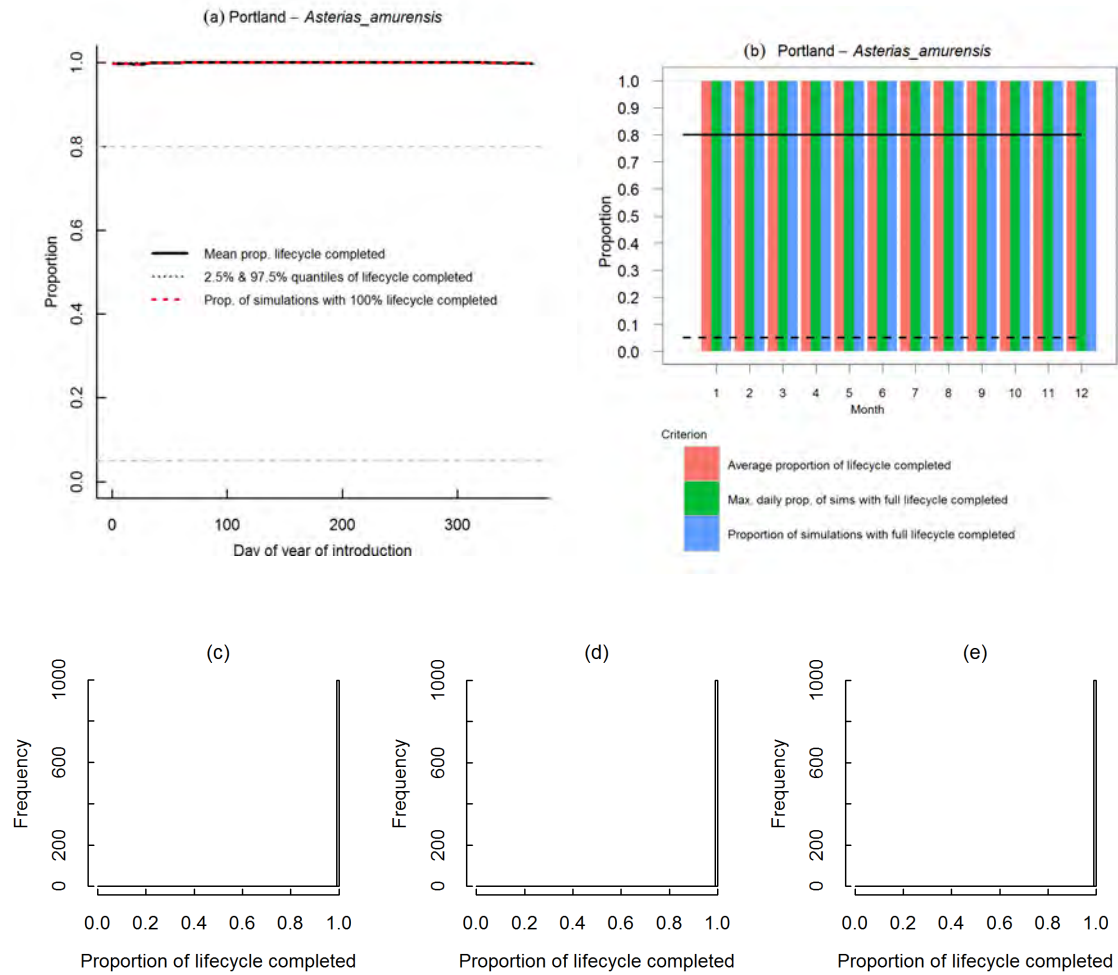 (a) Portland – Asterias_amurensis
1.0
0.8
0.6
0.4
0.2
0.0
Proportion
Mean prop. lifecycle completed
2.5% & 97.5% quantiles of lifecycle completed
Prop. of simulations with 100% lifecycle completed
0 100 200 300
Day of year of introduction
(b) Portland – Asterias_amurensis
1.0
0.9
0.8
0.7
0.6
0.5
0.4
0.3
0.2
0.1
0.0
Proportion
1 2 3 4 5 6 7 8 9 10 11 12
Month
Criterion
Average proportion of lifecycle completed
Max. daily prop. of sims with full lifecycle completed
Proportion of simulations with full lifecycle completed
(c)
1000
600
200
0
Frequency
0.0 0.2 0.4 0.6 0.8 1.0
Proportion of lifecycle completed
(d)
1000
600
200
0
Frequency
0.0 0.2 0.4 0.6 0.8 1.0
Proportion of lifecycle completed
(e)
1000
600
200
0
Frequency
0.0 0.2 0.4 0.6 0.8 1.0
Proportion of lifecycle completed